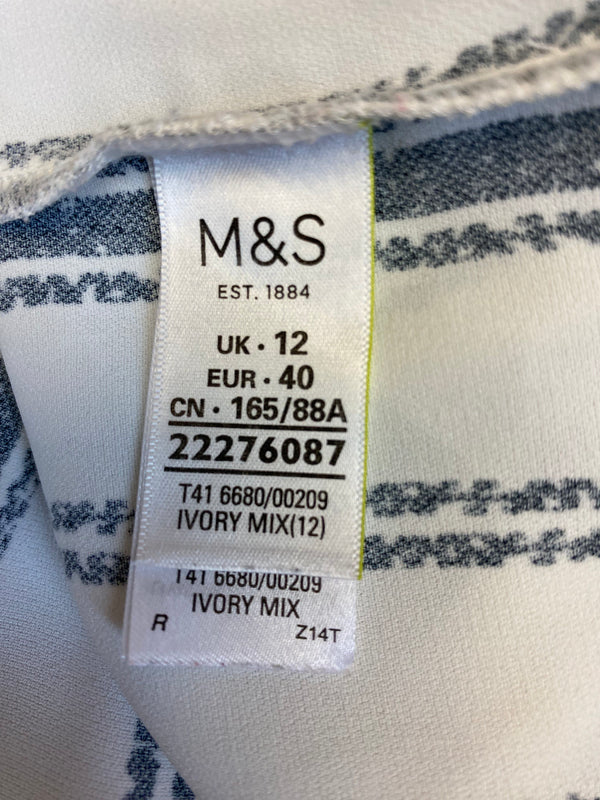 M&S
EST. 1884
UK • 12
EUR • 40
CN • 165/88A
22276087
T41 6680/00209
IVORY MIX(12)
T41 6680/00209
IVORY MIX
R
Z14T